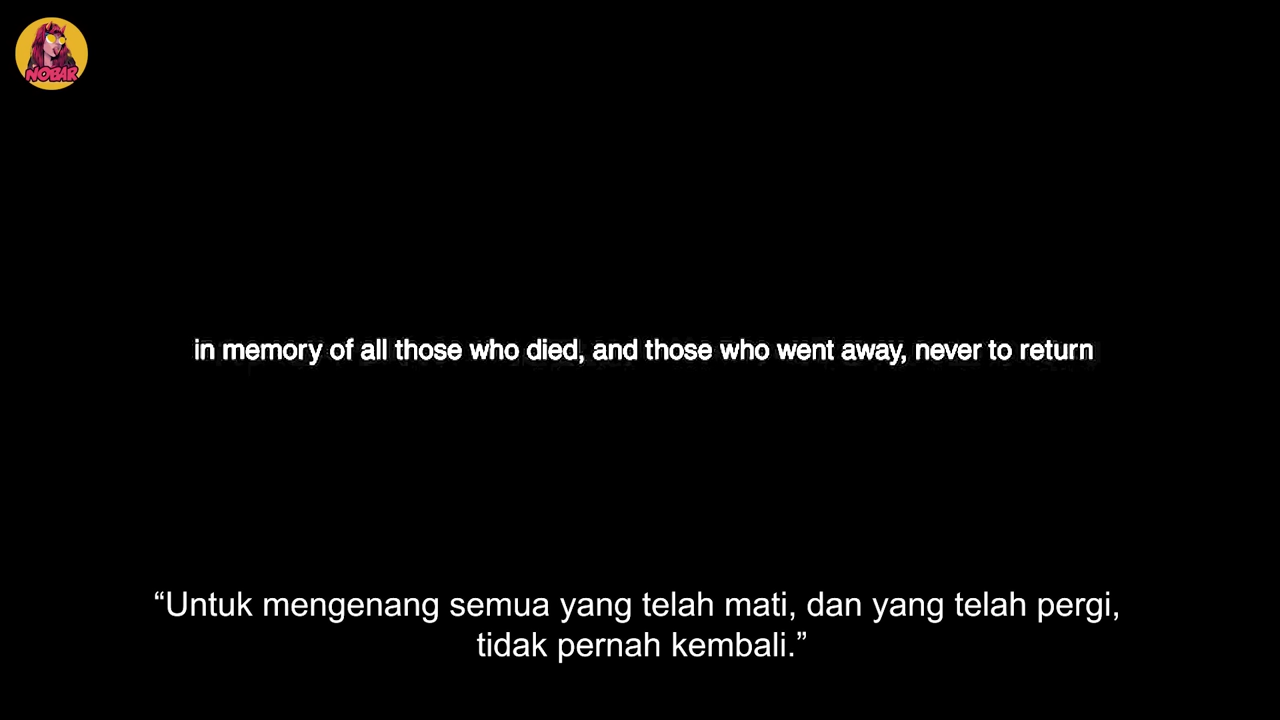 NOBAR
in memory of all those who died, and those who went away, never to return
“Untuk mengenang semua yang telah mati, dan yang telah pergi,
tidak pernah kembali.”